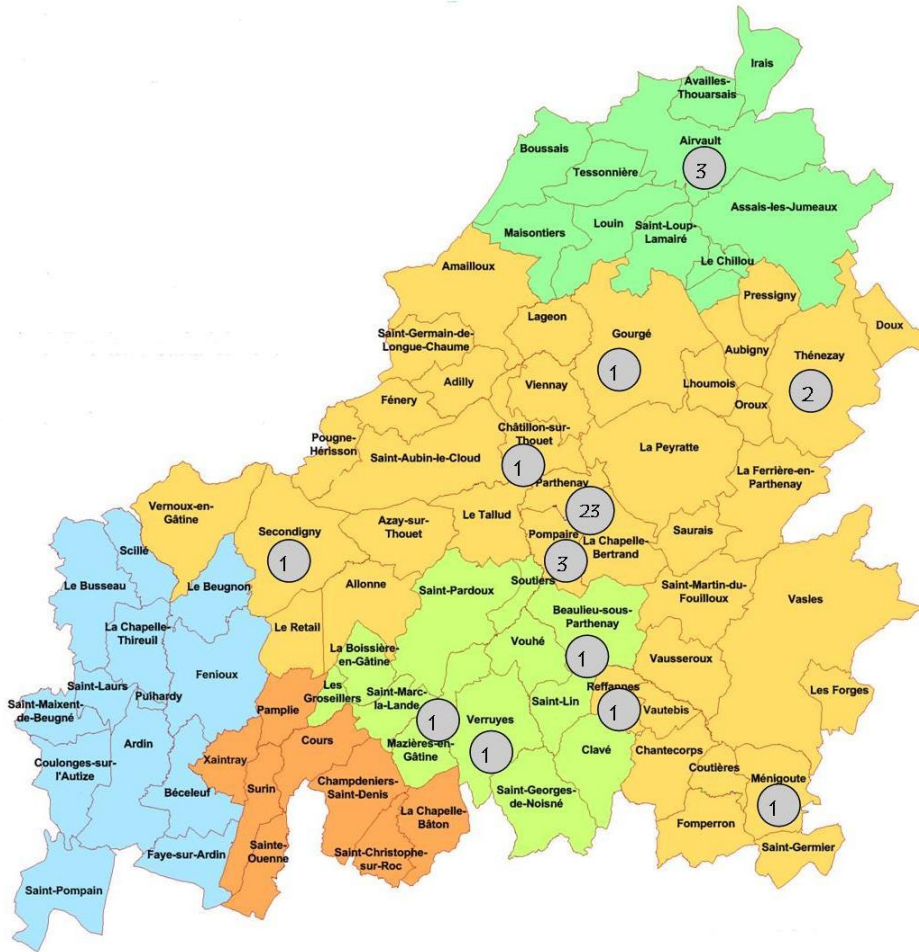 Irais
Availles-
Thouarsais
Airvault
3
Boussais
Tessonnière
Assais-les-Jumeaux
Louin
Saint-Loup-
Lamairé
Maisontiers
Le Chillou
Amailloux
Pressigny
Lageon
Doux
Saint-Germain-de-
Longue-Chaume
Gourgé
1
Aubigny
Thénezay
2
Adilly
Viennay
Lhoumois
Fénery
Oroux
Châtillon-sur-
Thouet
1
Pougne-
Hérisson
Saint-Aubin-le-Cloud
La Peyratte
La Ferrière-en-
Parthenay
Parthenay
23
Vernoux-en-
Gâtine
Secondigny
1
Azay-sur-
Thouet
Le Tallud
Saurais
Pompaire
3
La Chapelle-
Bertrand
Scillé
Le Busseau
Le Beugnon
Allonne
Saint-Pardoux
Soutiers
Saint-Martin-du-
Fouilloux
Vasles
Beaulieu-sous-
Parthenay
1
La Chapelle-
Thireuil
Le Retail
Vouhé
La Boissière-
en-Gâtine
Vausseroux
Fenioux
Saint-Laurs
Puihardy
Les
Groseillers
Saint-Marc-
la-Lande
1
Saint-Lin
Reffannes
1
Les Forges
Saint-Maixent-
de-Beugné
Pamplie
Vautebis
Verruyes
1
Ardin
Cours
Mazières-en-
Gâtine
Clavé
Chantecorps
Xaintray
Coulonges-sur-
l'Autize
Coutières
Ménigoute
1
Surin
Champdeniers-
Saint-Denis
Béceleuf
Saint-Georges-
de-Noisné
La Chapelle-
Bâton
Fomperron
Sainte-
Ouenne
Saint-Christophe-
sur-Roc
Saint-Germier
Faye-sur-Ardin
Saint-Pompain